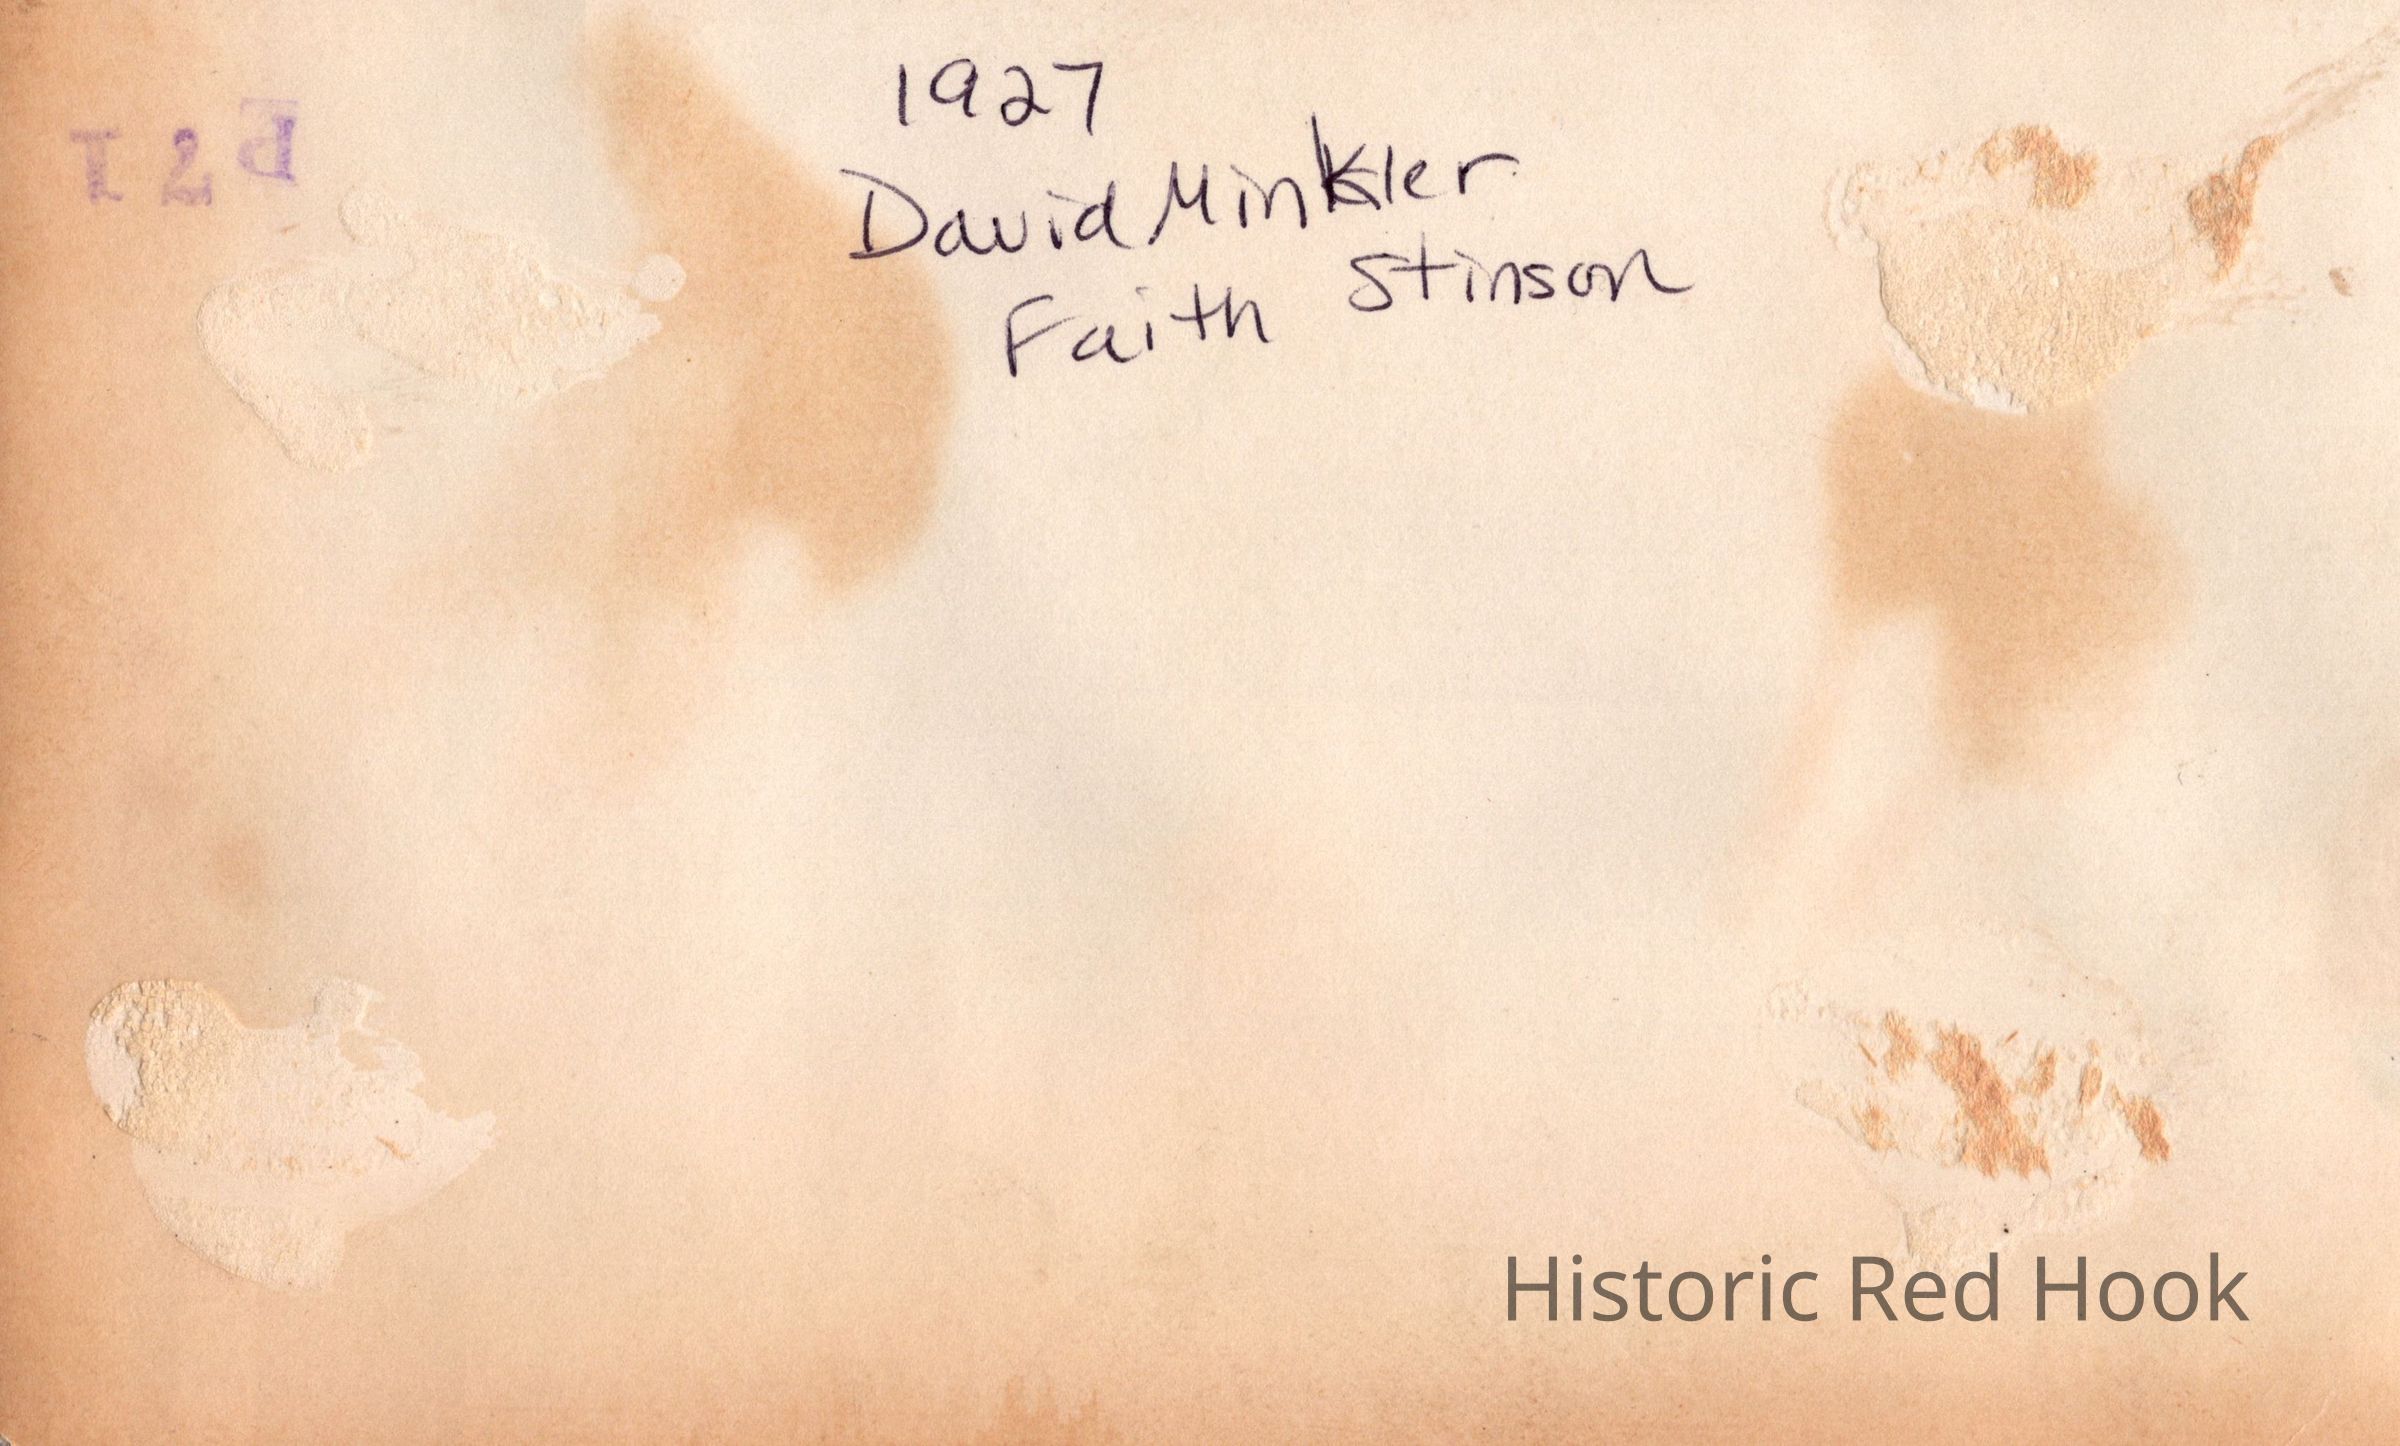 1927
David Minkler
Faith Stinson
Historic Red Hook